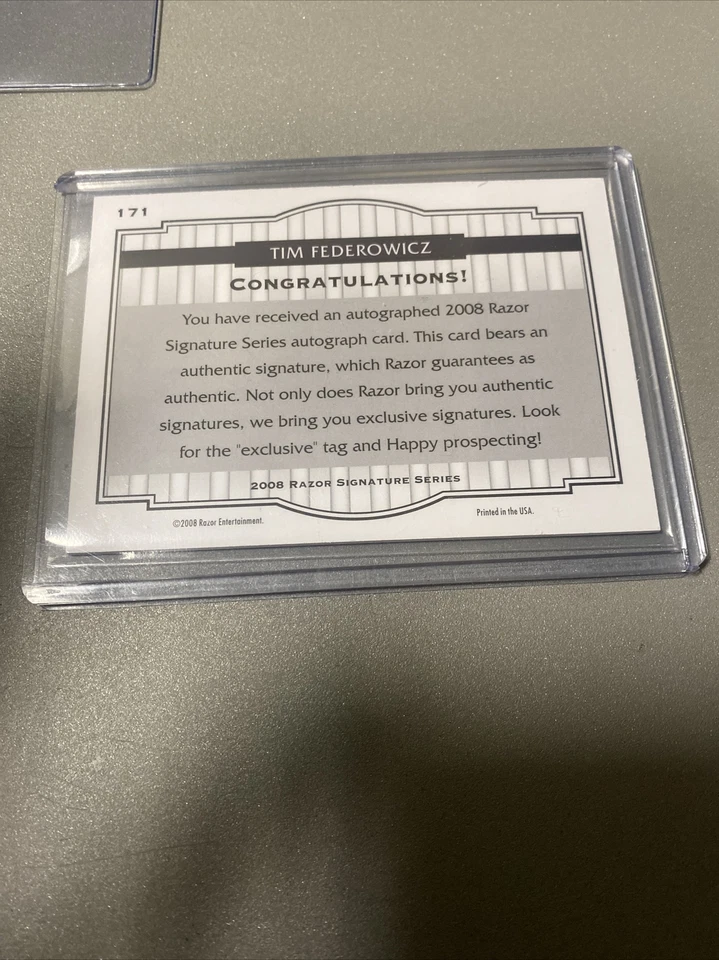 171
TIM FEDEROWICZ
CONGRATULATIONS!
You have received an autographed 2008 Razor
Signature Series autograph card. This card bears an
authentic signature, which Razor guarantees as
authentic. Not only does Razor bring you authentic
signatures, we bring you exclusive signatures. Look
for the "exclusive" tag and Happy prospecting!
2008 RAZOR SIGNATURE SERIES
©2008 Razor Entertainment.
Printed in the USA.